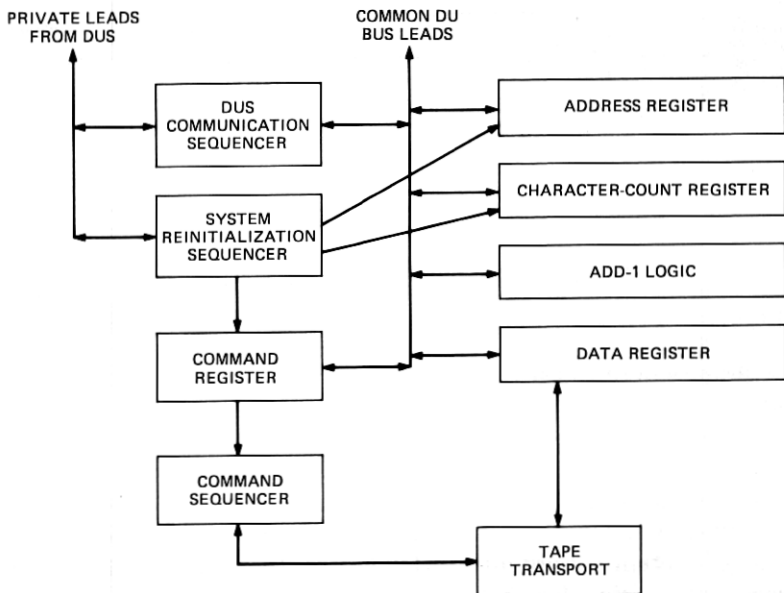 PRIVATE LEADS
FROM DUS
COMMON DU
BUS LEADS
DUS
COMMUNICATION
SEQUENCER
ADDRESS REGISTER
SYSTEM
REINITIALIZATION
SEQUENCER
CHARACTER-COUNT REGISTER
ADD-1 LOGIC
COMMAND
REGISTER
DATA REGISTER
COMMAND
SEQUENCER
TAPE
TRANSPORT